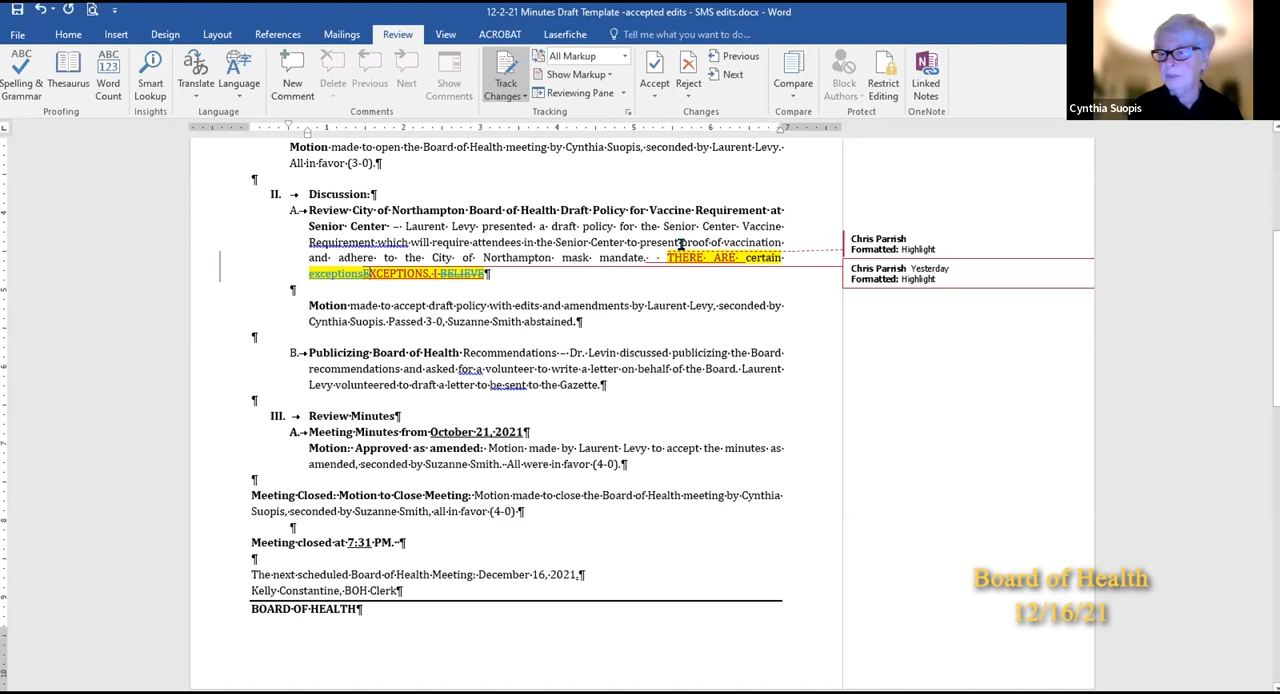 12-2-21 Minutes Draft Template -accepted edits - SMS edits.docx - Word
File Home Insert Design Layout References Mailings Review View ACROBAT Laserfiche Tell me what you want to do...
ABC ABC 123
Spelling & Grammar Thesaurus Word Count Smart Lookup Translate Language New Comment Delete Previous Next Show Comments Track Changes All Markup Show Markup Reviewing Pane Accept Reject Previous Next Compare Block Authors Restrict Editing Linked Notes
Proofing Insights Language Comments Tracking Changes Compare Protect OneNote
Cynthia Suopis
1 2 3 4 5 6 7
Motion made to open the Board of Health meeting by Cynthia Suopis, seconded by Laurent Levy.
All in favor (3-0).¶
¶
II. → Discussion:¶
A.→Review City of Northampton Board of Health Draft Policy for Vaccine Requirement at
Senior Center – Laurent Levy presented a draft policy for the Senior Center Vaccine
Requirement which will require attendees in the Senior Center to present proof of vaccination
and adhere to the City of Northampton mask mandate. THERE ARE certain
exceptionsEXCEPTIONS, I BELIEVE¶
Chris Parrish
Formatted: Highlight
Chris Parrish Yesterday
Formatted: Highlight
¶
Motion made to accept draft policy with edits and amendments by Laurent Levy, seconded by
Cynthia Suopis. Passed 3-0, Suzanne Smith abstained.¶
¶
B.→Publicizing Board of Health Recommendations – Dr. Levin discussed publicizing the Board
recommendations and asked for a volunteer to write a letter on behalf of the Board. Laurent
Levy volunteered to draft a letter to be sent to the Gazette.¶
¶
III. → Review Minutes¶
A.→Meeting Minutes from October 21, 2021¶
Motion: Approved as amended: Motion made by Laurent Levy to accept the minutes as
amended, seconded by Suzanne Smith. All were in favor (4-0).¶
¶
Meeting Closed: Motion to Close Meeting: Motion made to close the Board of Health meeting by Cynthia
Suopis, seconded by Suzanne Smith, all in favor (4-0)¶
¶
Meeting closed at 7:31 PM. ¶
¶
The next scheduled Board of Health Meeting: December 16, 2021.¶
Kelly Constantine, BOH Clerk¶
BOARD OF HEALTH¶
Board of Health
12/16/21